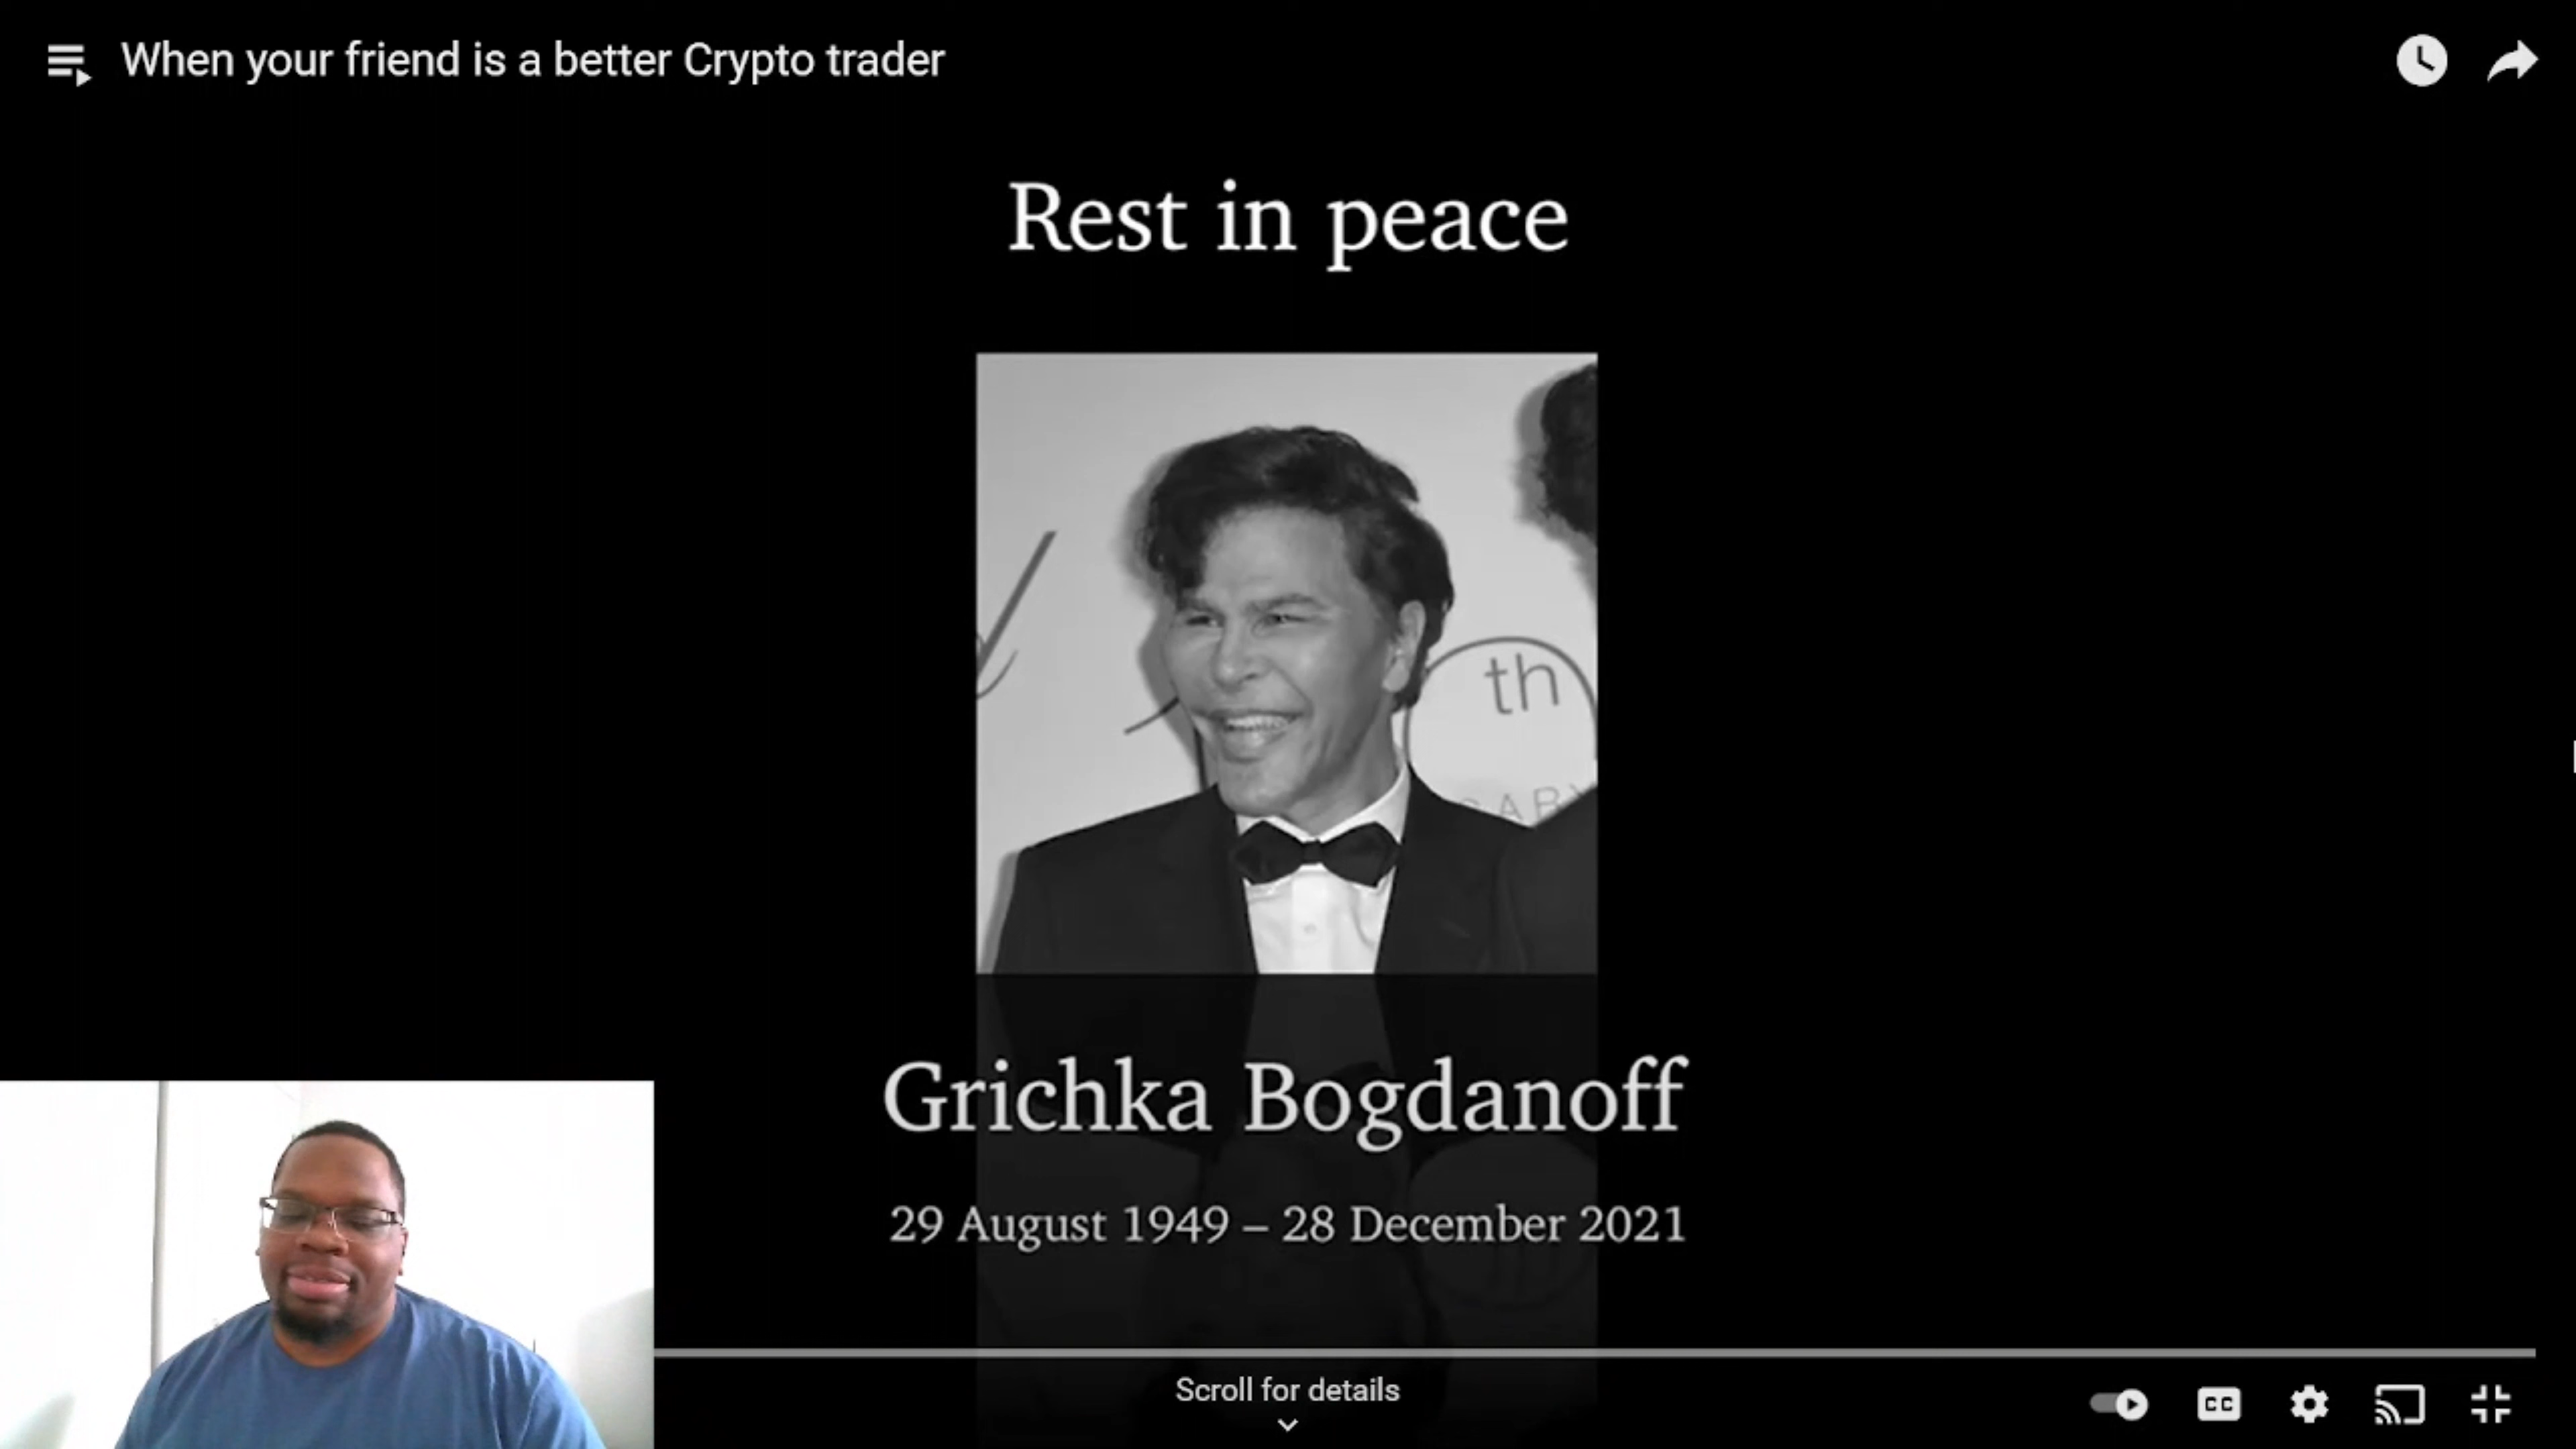 When your friend is a better Crypto trader
Rest in peace
th
Grichka Bogdanoff
29 August 1949 – 28 December 2021
Scroll for details
CC